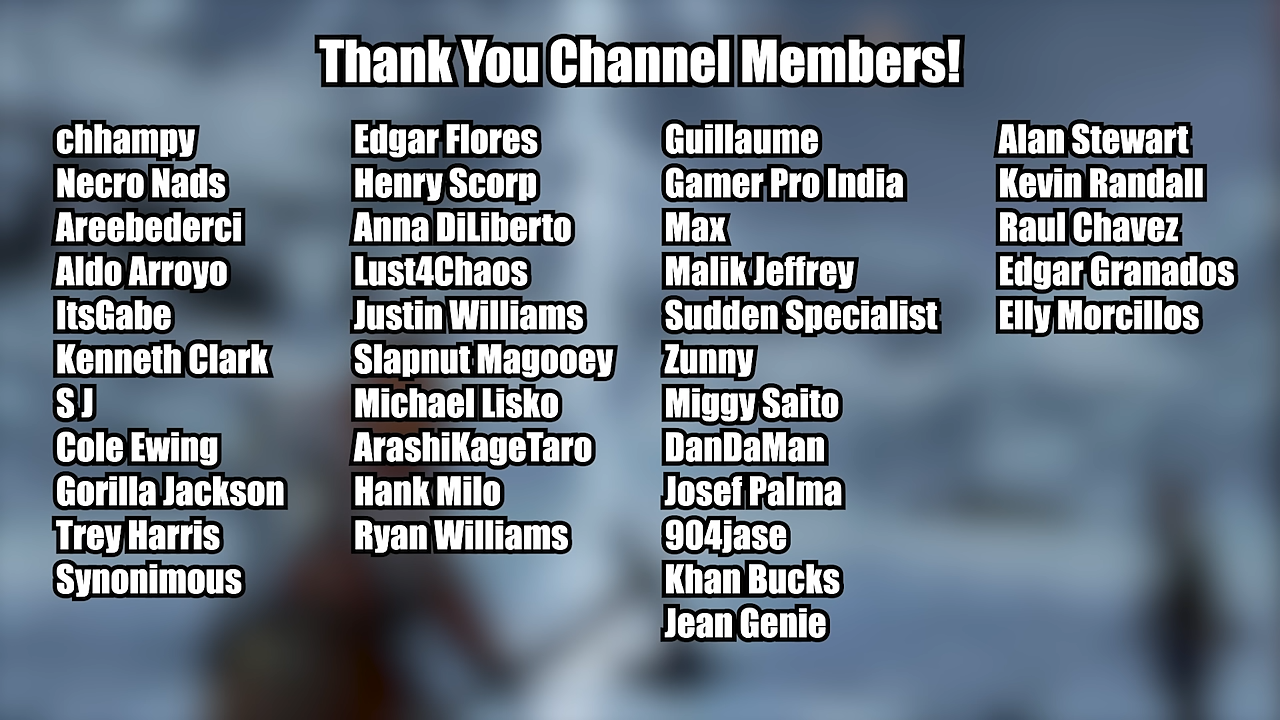 Thank You Channel Members!
chhampy
Necro Nads
Areebederci
Aldo Arroyo
ItsGabe
Kenneth Clark
S J
Cole Ewing
Gorilla Jackson
Trey Harris
Synonimous
Edgar Flores
Henry Scorp
Anna DiLiberto
Lust4Chaos
Justin Williams
Slapnut Magooey
Michael Lisko
ArashiKageTaro
Hank Milo
Ryan Williams
Guillaume
Gamer Pro India
Max
Malik Jeffrey
Sudden Specialist
Zunny
Miggy Saito
DanDaMan
Josef Palma
904jase
Khan Bucks
Jean Genie
Alan Stewart
Kevin Randall
Raul Chavez
Edgar Granados
Elly Morcillos